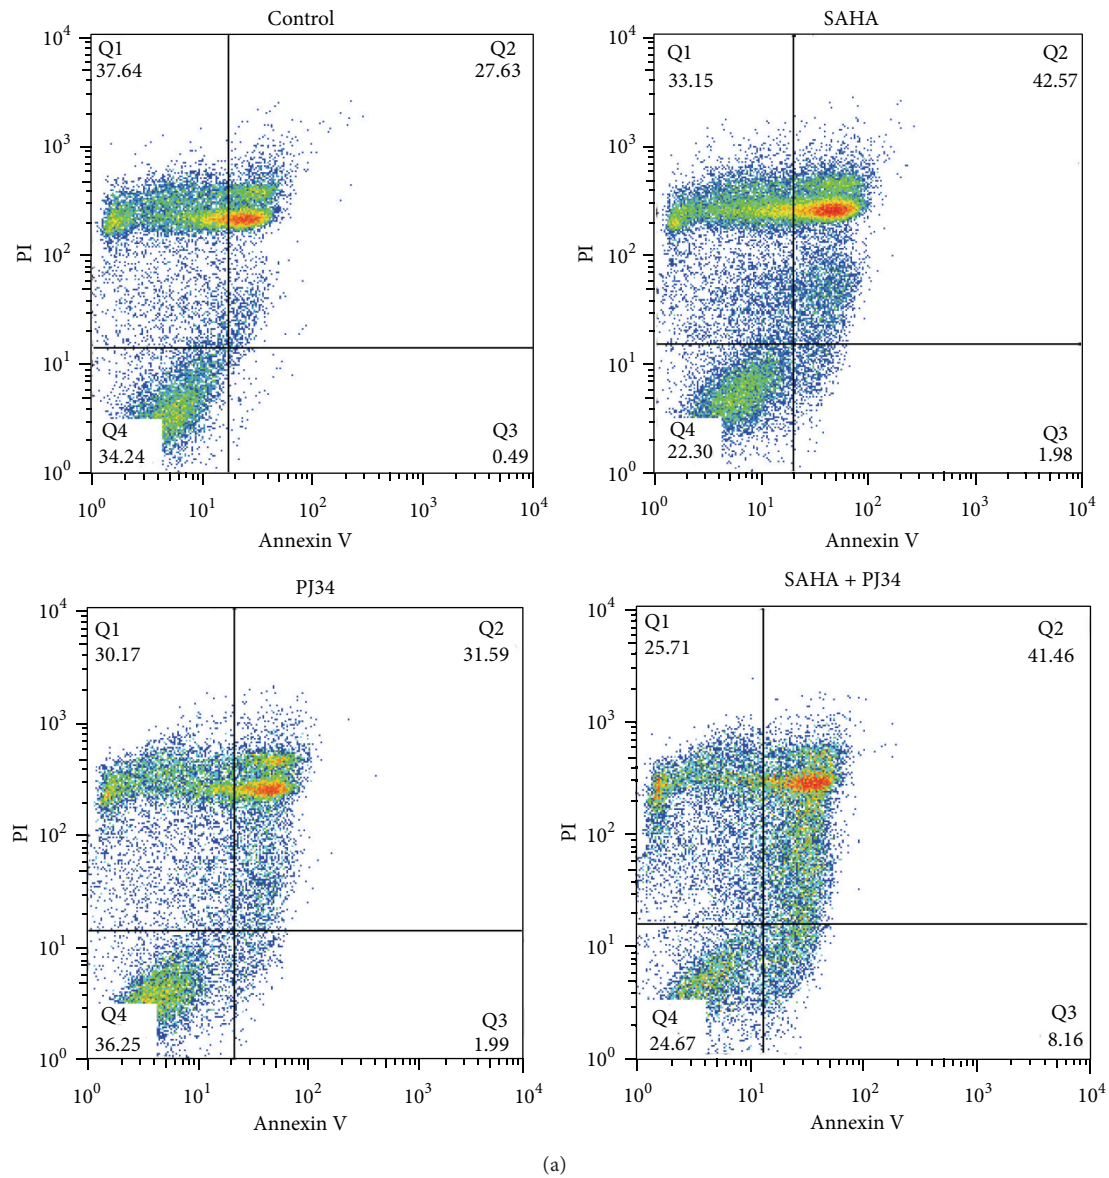 Control
Q1
37.64
Q2
27.63
Q4
34.24
Q3
0.49
10^4
10^3
10^2
10^1
10^0
PI
10^0 10^1 10^2 10^3 10^4
Annexin V
SAHA
Q1
33.15
Q2
42.57
Q4
22.30
Q3
1.98
10^4
10^3
10^2
10^1
10^0
PI
10^0 10^1 10^2 10^3 10^4
Annexin V
PJ34
Q1
30.17
Q2
31.59
Q4
36.25
Q3
1.99
10^4
10^3
10^2
10^1
10^0
PI
10^0 10^1 10^2 10^3 10^4
Annexin V
SAHA + PJ34
Q1
25.71
Q2
41.46
Q4
24.67
Q3
8.16
10^4
10^3
10^2
10^1
10^0
PI
10^0 10^1 10^2 10^3 10^4
Annexin V
(a)